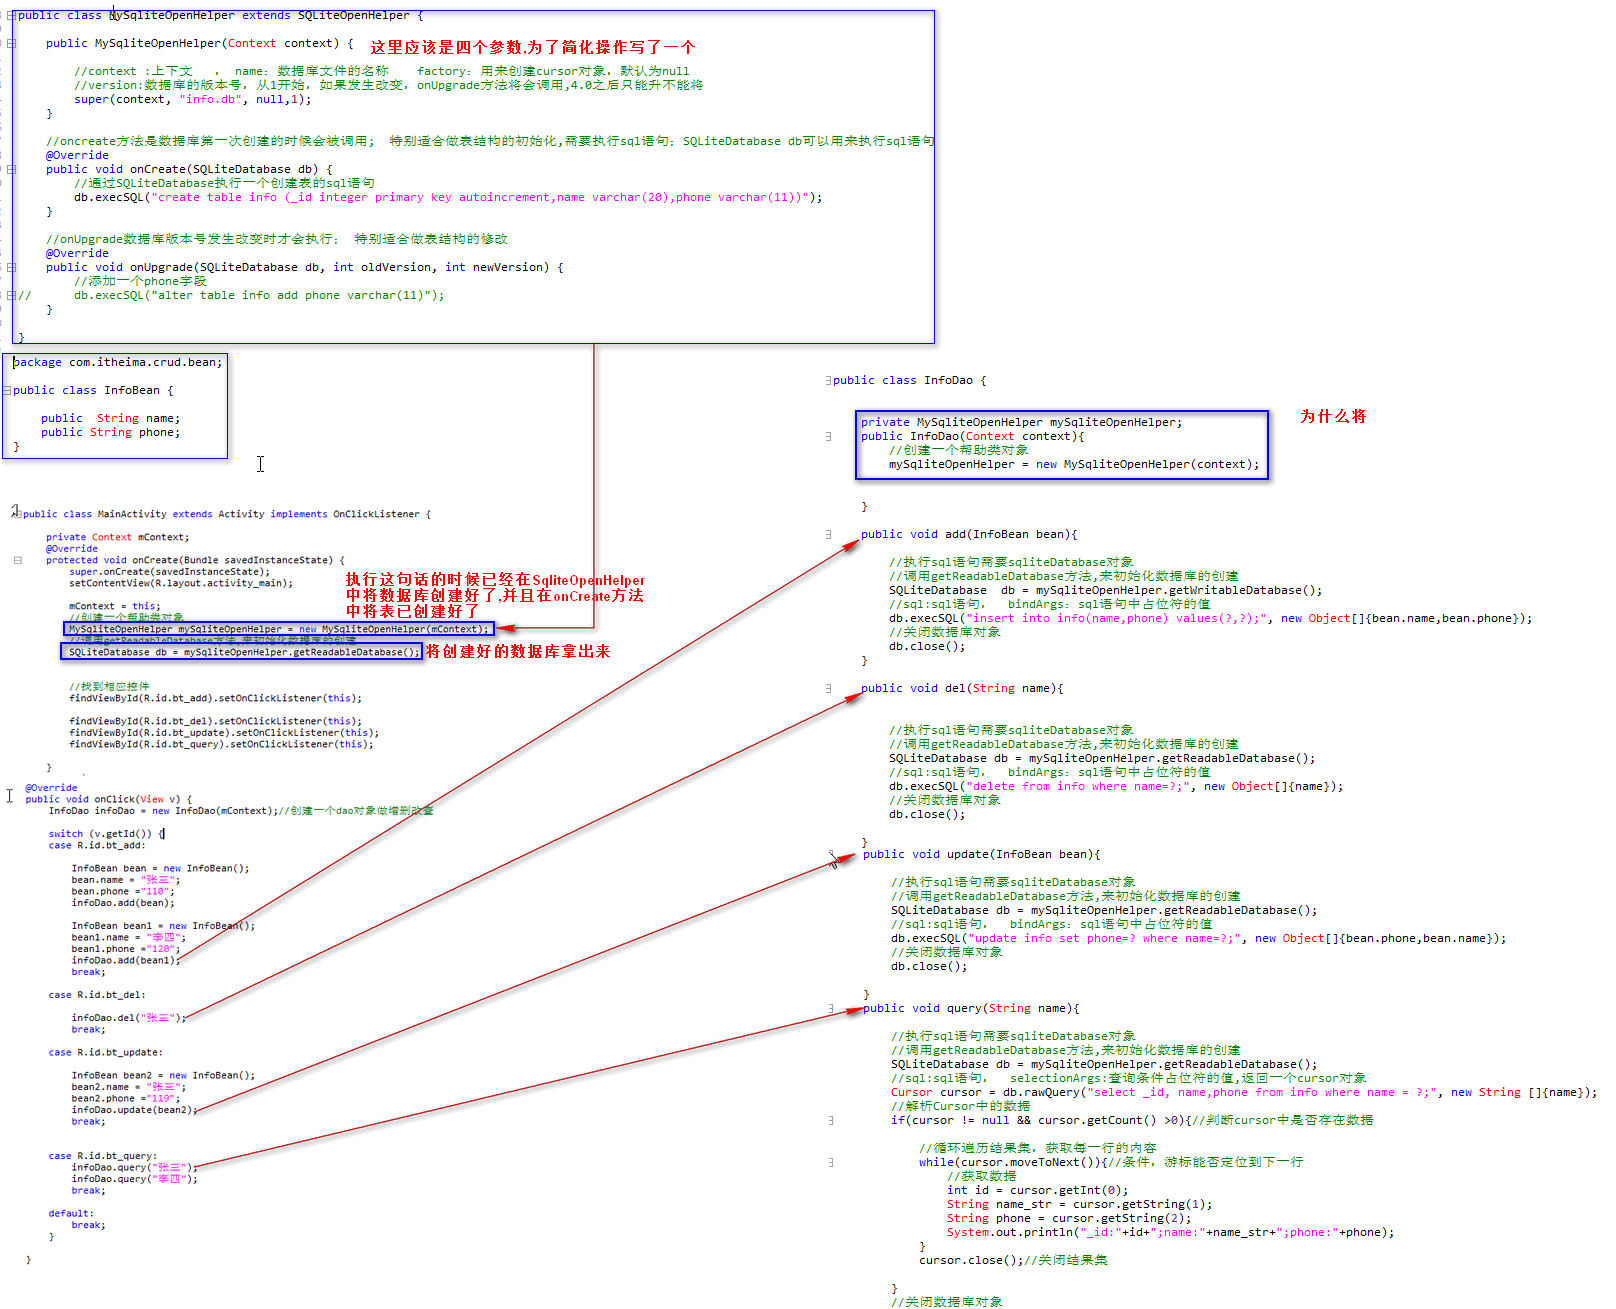 public class MySqliteOpenHelper extends SQLiteOpenHelper {
public MySqliteOpenHelper(Context context) {
这里应该是四个参数,为了简化操作写了一个
//context :上下文 ， name：数据库文件的名称 factory：用来创建cursor对象，默认为null
//version:数据库的版本号，从1开始，如果发生改变，onUpgrade方法将会调用,4.0之后只能升不能将
super(context, "info.db", null,1);
}
//oncreate方法是数据库第一次创建的时候会被调用； 特别适合做表结构的初始化,需要执行sql语句；SQLiteDatabase db可以用来执行sql语句
@Override
public void onCreate(SQLiteDatabase db) {
//通过SQLiteDatabase执行一个创建表的sql语句
db.execSQL("create table info (_id integer primary key autoincrement,name varchar(20),phone varchar(11))");
}
//onUpgrade数据库版本号发生改变时才会执行； 特别适合做表结构的修改
@Override
public void onUpgrade(SQLiteDatabase db, int oldVersion, int newVersion) {
//添加一个phone字段
// db.execSQL("alter table info add phone varchar(11)");
}
}
package com.itheima.crud.bean;
public class InfoBean {
public String name;
public String phone;
}
public class MainActivity extends Activity implements OnClickListener {
private Context mContext;
@Override
protected void onCreate(Bundle savedInstanceState) {
super.onCreate(savedInstanceState);
setContentView(R.layout.activity_main);
执行这句话的时候已经在SqliteOpenHelper
中将数据库创建好了,并且在onCreate方法
中将表已创建好了
mContext = this;
//创建一个帮助类对象
MySqliteOpenHelper mySqliteOpenHelper = new MySqliteOpenHelper(mContext);
//调用getReadableDatabase方法,来初始化数据库的创建
SQLiteDatabase db = mySqliteOpenHelper.getReadableDatabase();
将创建好的数据库拿出来
//找到相应控件
findViewById(R.id.bt_add).setOnClickListener(this);
findViewById(R.id.bt_del).setOnClickListener(this);
findViewById(R.id.bt_update).setOnClickListener(this);
findViewById(R.id.bt_query).setOnClickListener(this);
}
@Override
public void onClick(View v) {
InfoDao infoDao = new InfoDao(mContext);//创建一个dao对象做增删改查
switch (v.getId()) {
case R.id.bt_add:
InfoBean bean = new InfoBean();
bean.name = "张三";
bean.phone ="110";
infoDao.add(bean);
InfoBean bean1 = new InfoBean();
bean1.name = "李四";
bean1.phone ="120";
infoDao.add(bean1);
break;
case R.id.bt_del:
infoDao.del("张三");
break;
case R.id.bt_update:
InfoBean bean2 = new InfoBean();
bean2.name = "张三";
bean2.phone ="119";
infoDao.update(bean2);
break;
case R.id.bt_query:
infoDao.query("张三");
infoDao.query("李四");
break;
default:
break;
}
}
public class InfoDao {
为什么将
private MySqliteOpenHelper mySqliteOpenHelper;
public InfoDao(Context context){
//创建一个帮助类对象
mySqliteOpenHelper = new MySqliteOpenHelper(context);
}
public void add(InfoBean bean){
//执行sql语句需要sqliteDatabase对象
//调用getReadableDatabase方法,来初始化数据库的创建
SQLiteDatabase db = mySqliteOpenHelper.getWritableDatabase();
//sql:sql语句， bindArgs：sql语句中占位符的值
db.execSQL("insert into info(name,phone) values(?,?);", new Object[]{bean.name,bean.phone});
//关闭数据库对象
db.close();
}
public void del(String name){
//执行sql语句需要sqliteDatabase对象
//调用getReadableDatabase方法,来初始化数据库的创建
SQLiteDatabase db = mySqliteOpenHelper.getReadableDatabase();
//sql:sql语句， bindArgs：sql语句中占位符的值
db.execSQL("delete from info where name=?;", new Object[]{name});
//关闭数据库对象
db.close();
}
public void update(InfoBean bean){
//执行sql语句需要sqliteDatabase对象
//调用getReadableDatabase方法,来初始化数据库的创建
SQLiteDatabase db = mySqliteOpenHelper.getReadableDatabase();
//sql:sql语句， bindArgs：sql语句中占位符的值
db.execSQL("update info set phone=? where name=?;", new Object[]{bean.phone,bean.name});
//关闭数据库对象
db.close();
}
public void query(String name){
//执行sql语句需要sqliteDatabase对象
//调用getReadableDatabase方法,来初始化数据库的创建
SQLiteDatabase db = mySqliteOpenHelper.getReadableDatabase();
//sql:sql语句， selectionArgs:查询条件占位符的值,返回一个cursor对象
Cursor cursor = db.rawQuery("select _id, name,phone from info where name = ?;", new String []{name});
//解析Cursor中的数据
if(cursor != null && cursor.getCount() >0){//判断cursor中是否存在数据
//循环遍历结果集，获取每一行的内容
while(cursor.moveToNext()){//条件，游标能否定位到下一行
//获取数据
int id = cursor.getInt(0);
String name_str = cursor.getString(1);
String phone = cursor.getString(2);
System.out.println("_id:"+id+";name:"+name_str+";phone:"+phone);
}
cursor.close();//关闭结果集
}
//关闭数据库对象